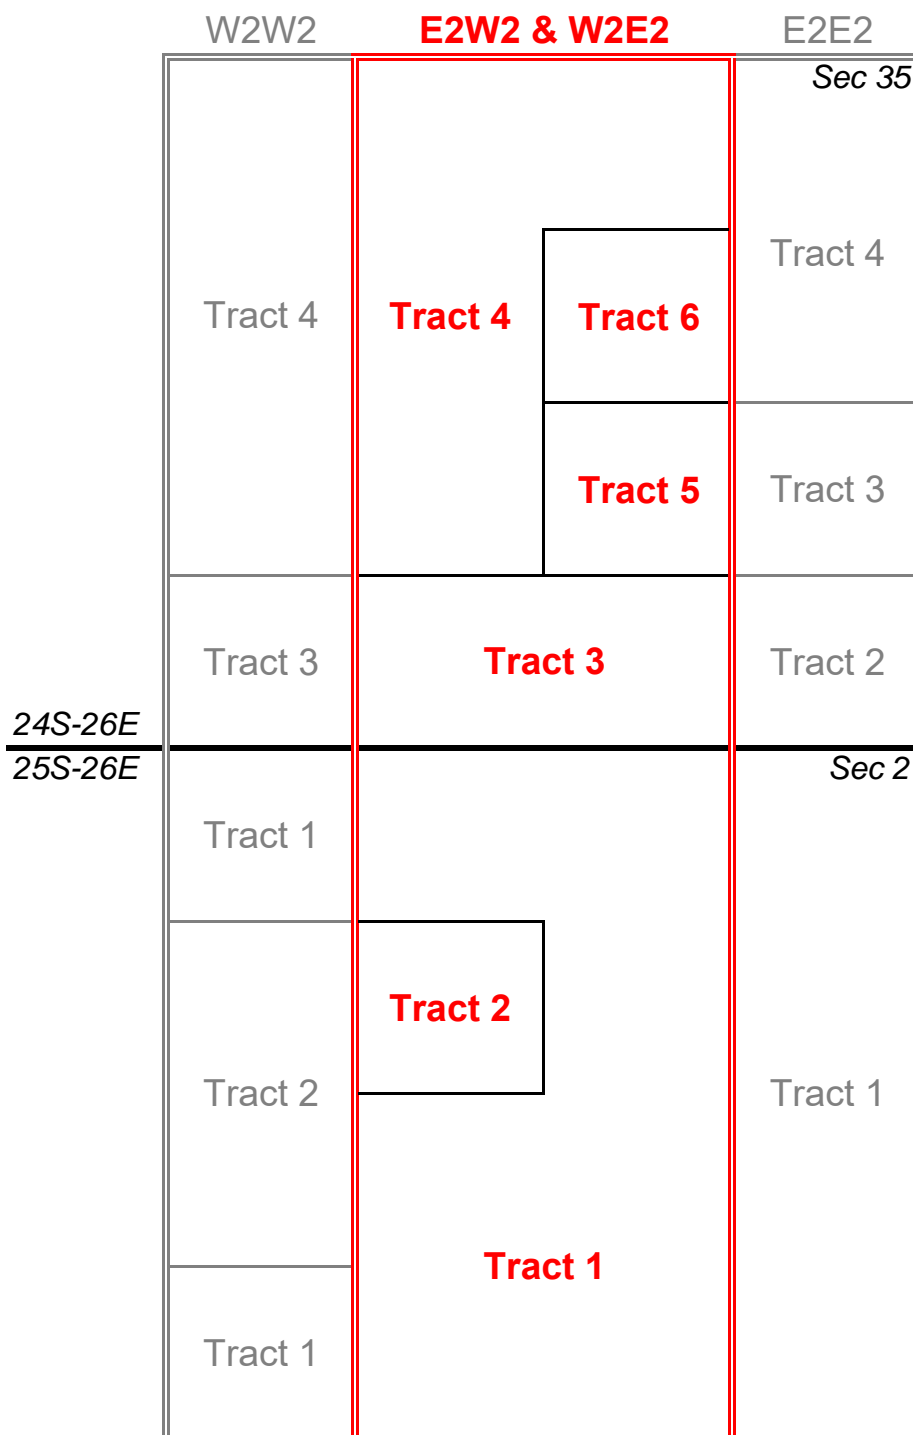 W2W2 E2W2 & W2E2 E2E2
Sec 35
Tract 4
Tract 4 Tract 4 Tract 6
Tract 5 Tract 3
Tract 3 Tract 3 Tract 2
24S-26E
25S-26E Sec 2
Tract 1
Tract 2
Tract 2 Tract 1
Tract 1
Tract 1